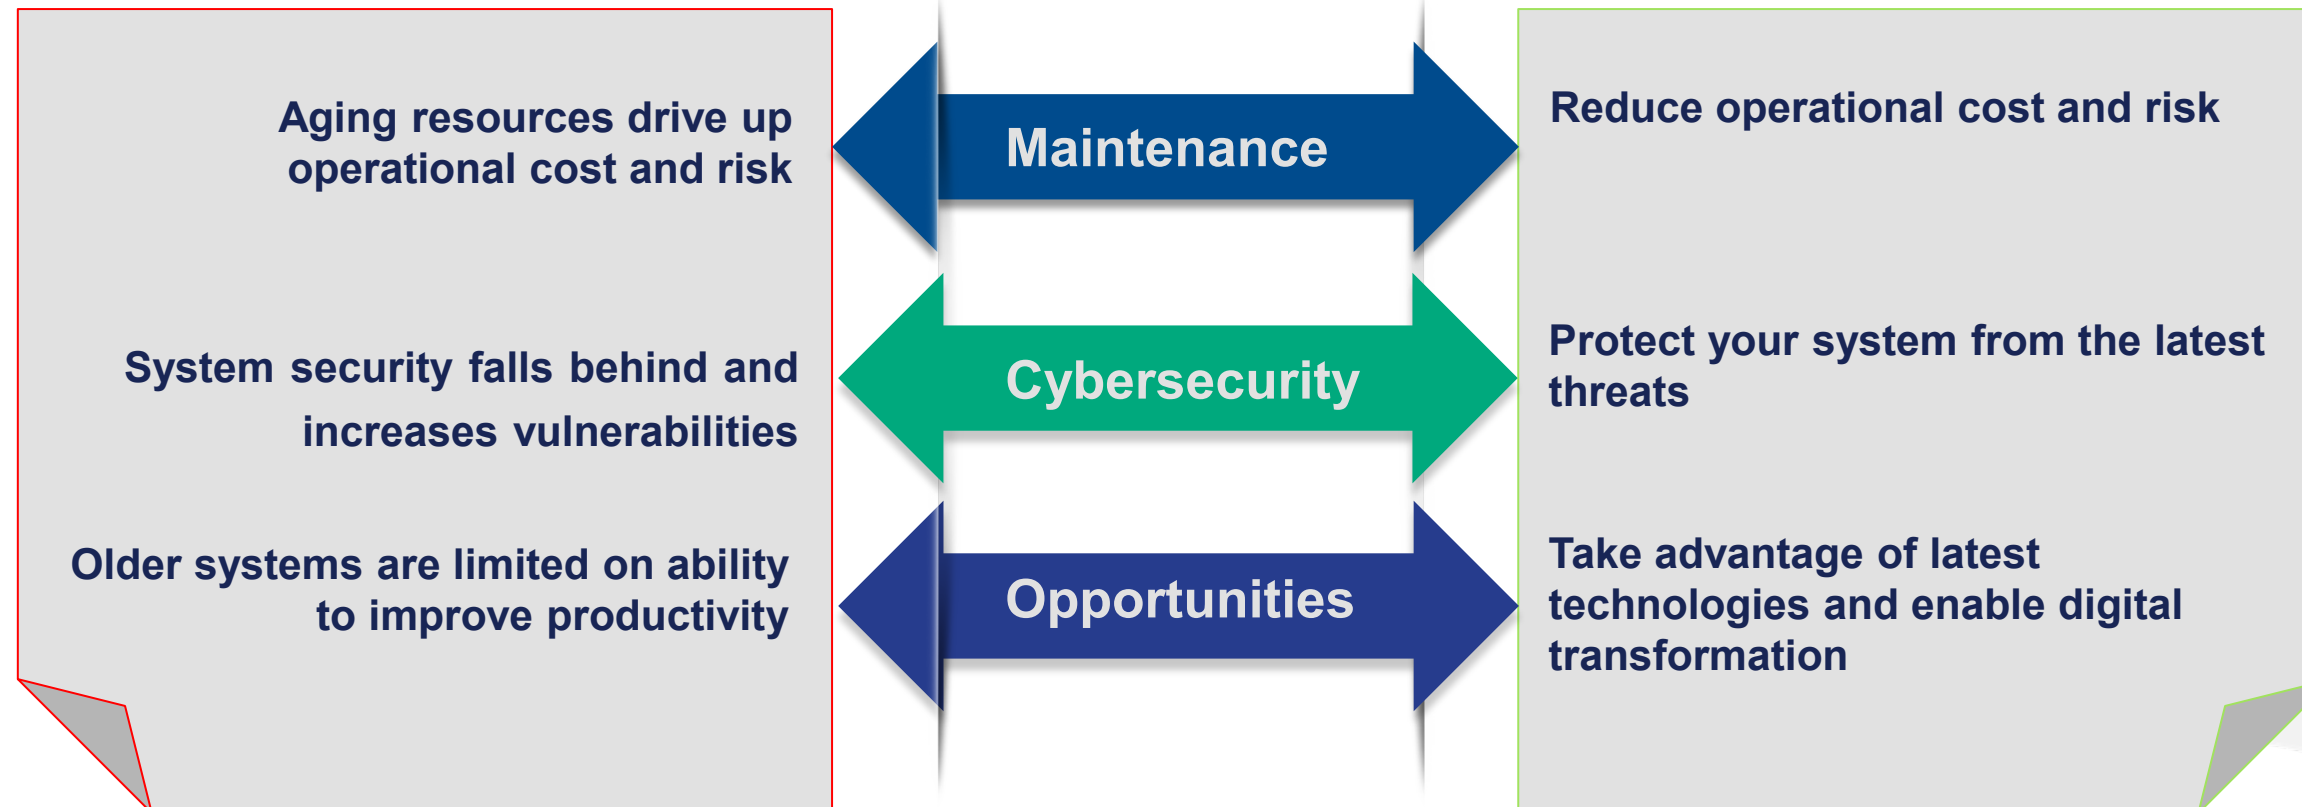 Aging resources drive up
operational cost and risk
Maintenance
Reduce operational cost and risk
System security falls behind and
increases vulnerabilities
Cybersecurity
Protect your system from the latest
threats
Older systems are limited on ability
to improve productivity
Opportunities
Take advantage of latest
technologies and enable digital
transformation